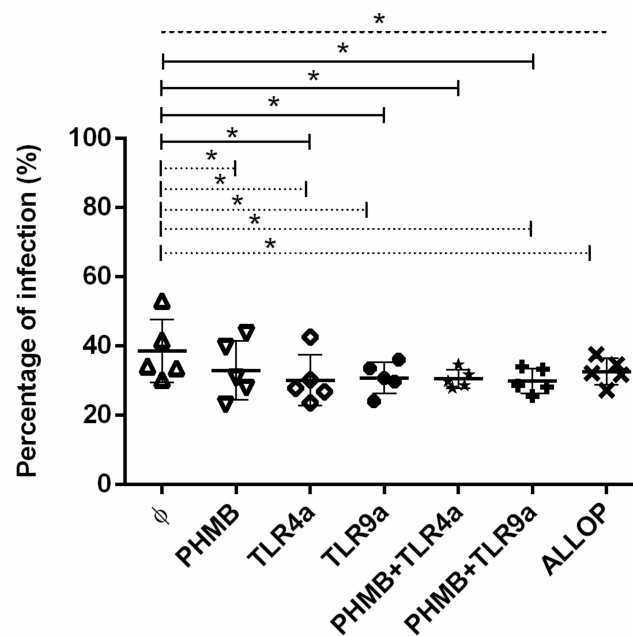 *
*
*
*
*
*
*
*
*
*
Percentage of infection (%)
100
80
60
40
20
0
ϕ
PHMB
TLR4a
TLR9a
PHMB+TLR4a
PHMB+TLR9a
ALLOP